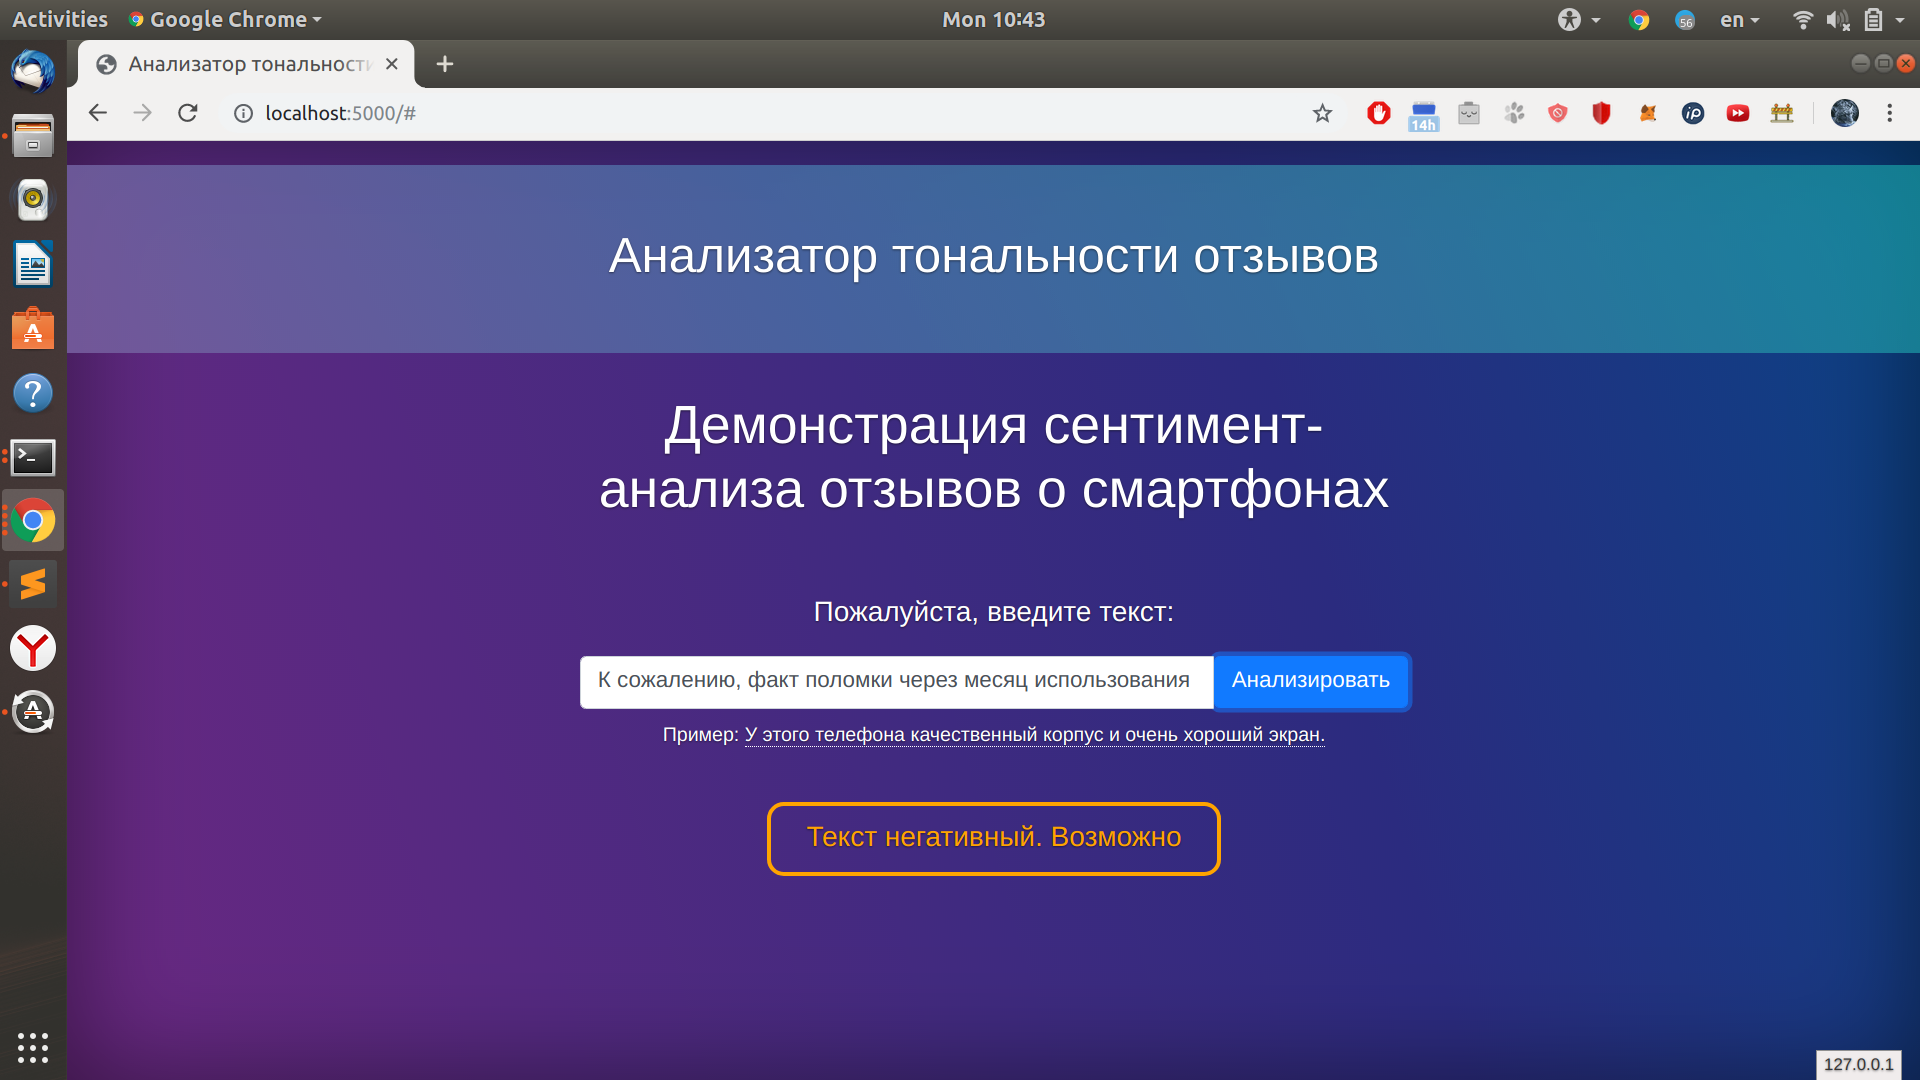 Activities
Google Chrome
Mon 10:43
56
en
Анализатор тональности
localhost:5000/#
14h
ip
Анализатор тональности отзывов
Демонстрация сентимент-
анализа отзывов о смартфонах
Пожалуйста, введите текст:
К сожалению, факт поломки через месяц использования
Анализировать
Пример: У этого телефона качественный корпус и очень хороший экран.
Текст негативный. Возможно
127.0.0.1